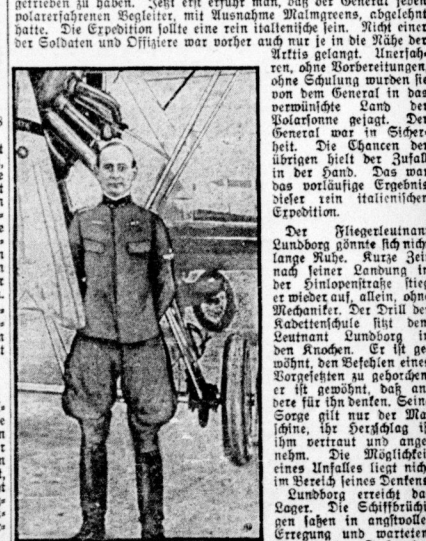 getrieben zu haben. Jetzt erst erfuhr man, daß der General jeden
polarerfahrenen Begleiter, mit Ausnahme Malmgreens, abgelehnt
hatte. Die Expedition sollte eine rein italienische sein. Nicht einer
der Soldaten und Offiziere war vorher auch nur je in die Nähe der
Arktis gelangt. Unerfah-
ren, ohne Vorbereitungen,
ohne Schulung wurden sie
von dem General in das
verwünschte Land der
Polarsonne gejagt. Der
General war in Sicher-
heit. Die Chancen der
übrigen hielt der Zufall
in der Hand. Das war
das vorläufige Ergebnis
dieser rein italienischen
Expedition.
Der Fliegerleutnant
Lundborg gönnte sich nicht
lange Ruhe. Kurze Zeit
nach seiner Landung in
der Hinlopenstraße stieg
er wieder auf, allein, ohne
Mechaniker. Der Drill der
Kadettenschule sitzt dem
Leutnant Lundborg in
den Knochen. Er ist ge-
wöhnt, den Befehlen eines
Vorgesetzten zu gehorchen,
er ist gewöhnt, daß an-
dere für ihn denken. Seine
Sorge gilt nur der Ma-
schine, ihr Herzschlag ist
ihm vertraut und ange-
nehm. Die Möglichkeit
eines Unfalles liegt nicht
im Bereich seines Denkens.
Lundborg erreicht das
Lager. Die Schiffbrüchi-
gen saßen in angstvoller
Erregung und warteten